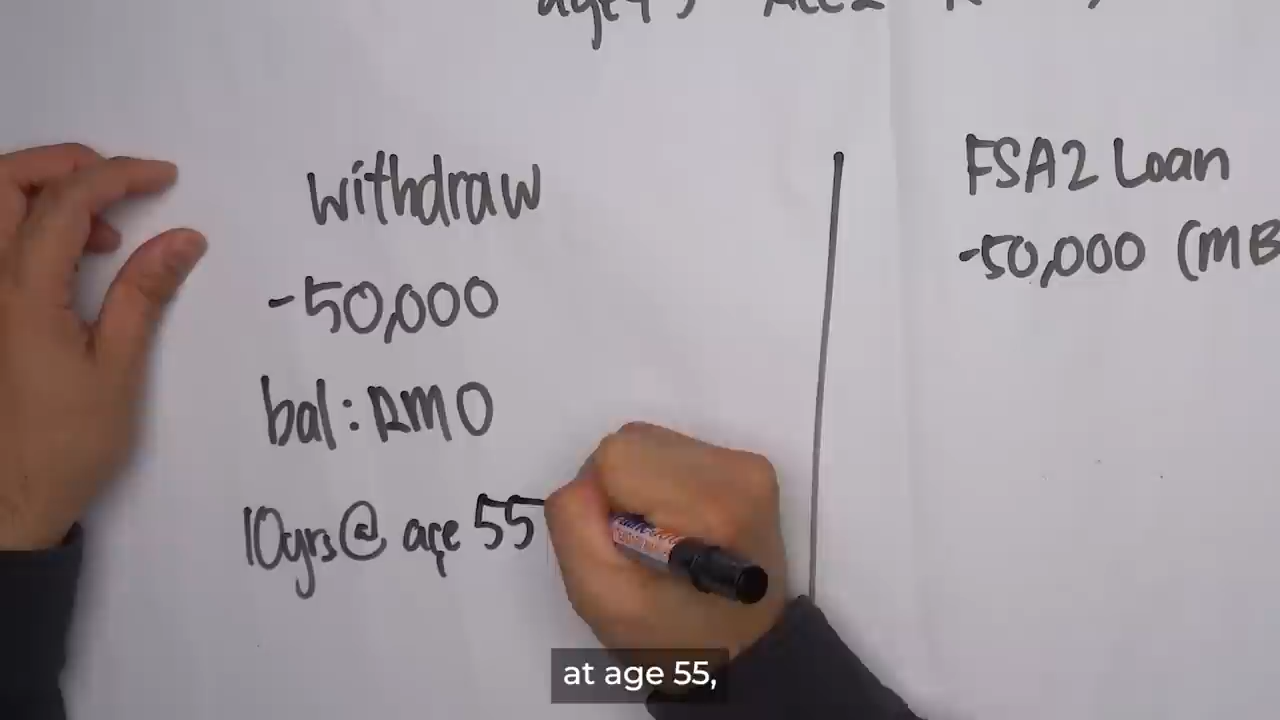 withdraw
-50,000
bal: RM0
10yrs @ age 55
FSA2 Loan
-50,000 (MB
at age 55,